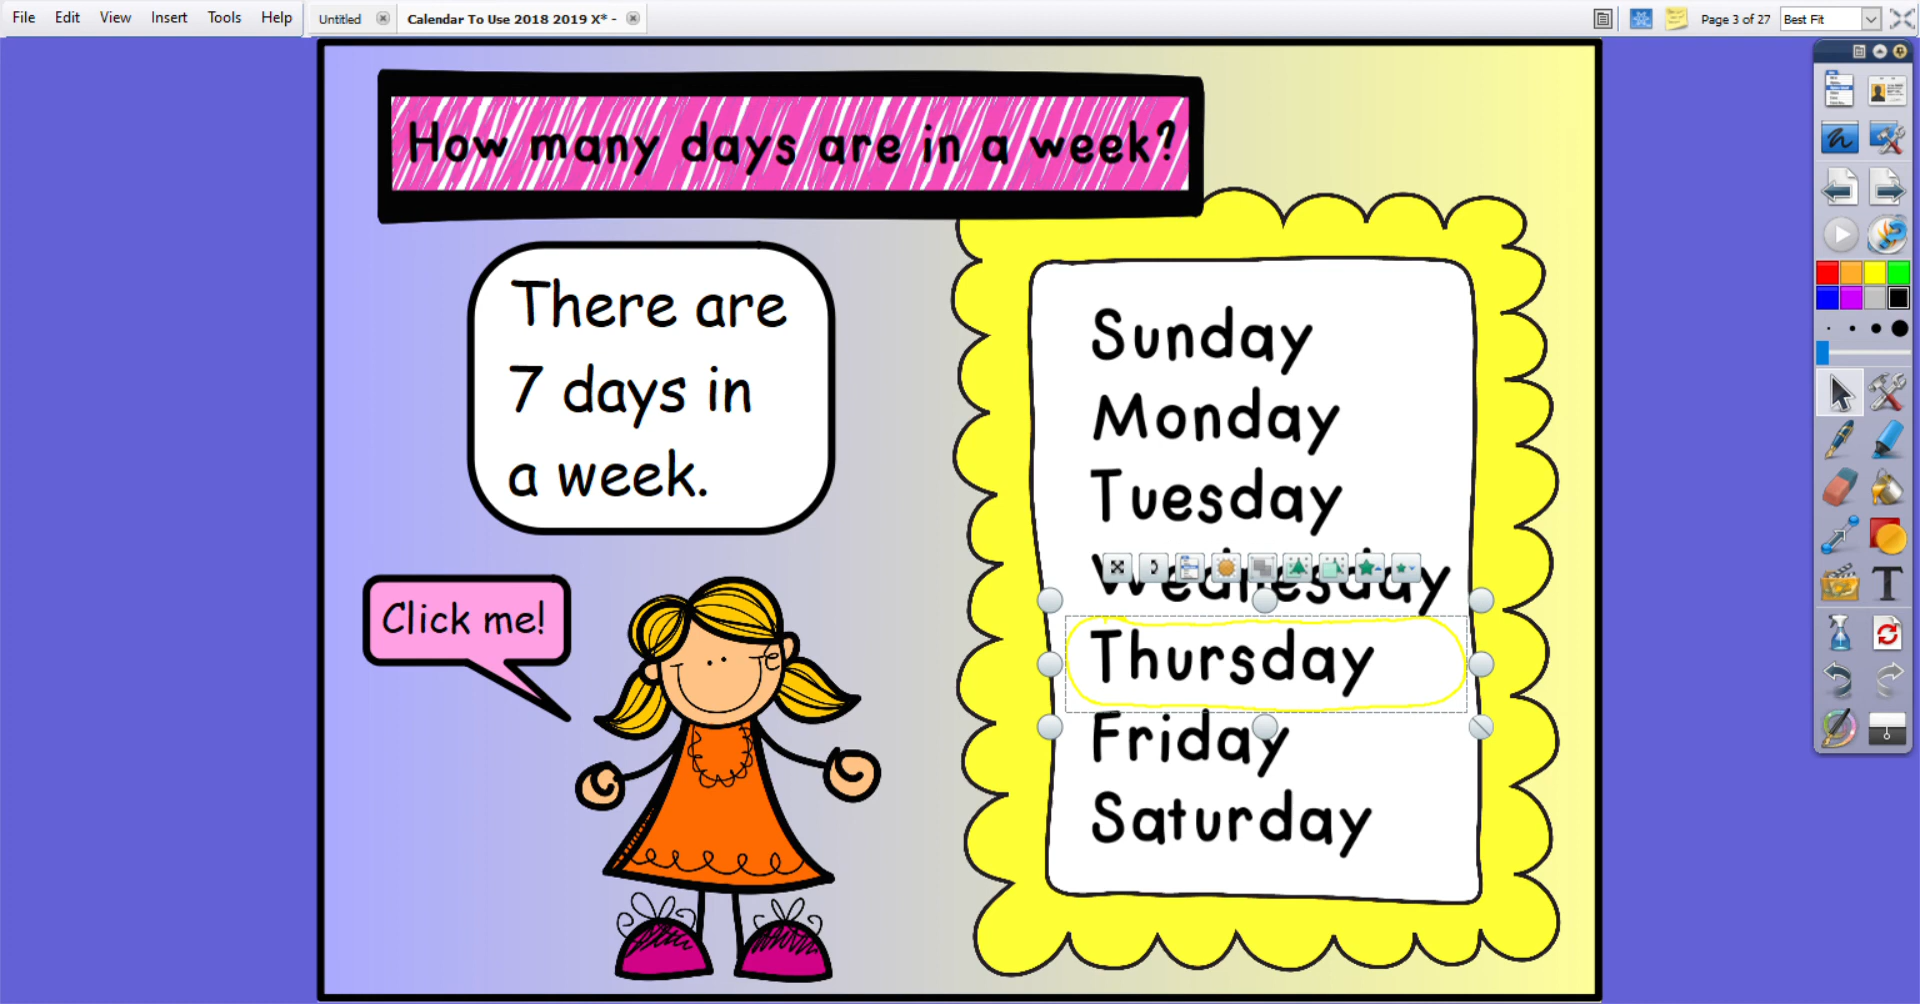 File Edit View Insert Tools Help
Untitled
Calendar To Use 2018 2019 X* -
Page 3 of 27
Best Fit
How many days are in a week?
There are
7 days in
a week.
Click me!
Sunday
Monday
Tuesday
Wednesday
Thursday
Friday
Saturday